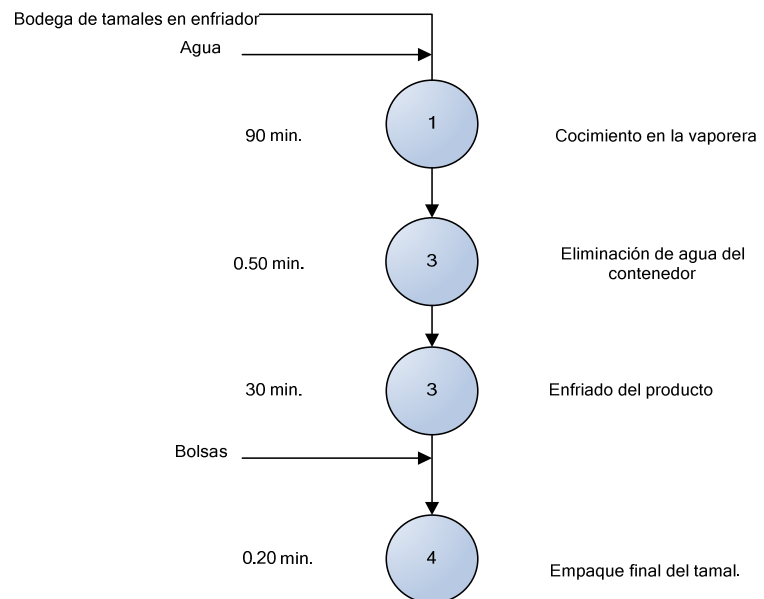 Bodega de tamales en enfriador
Agua
90 min.
1
Cocimiento en la vaporera
0.50 min.
3
Eliminación de agua del
contenedor
30 min.
3
Enfriado del producto
Bolsas
0.20 min.
4
Empaque final del tamal.